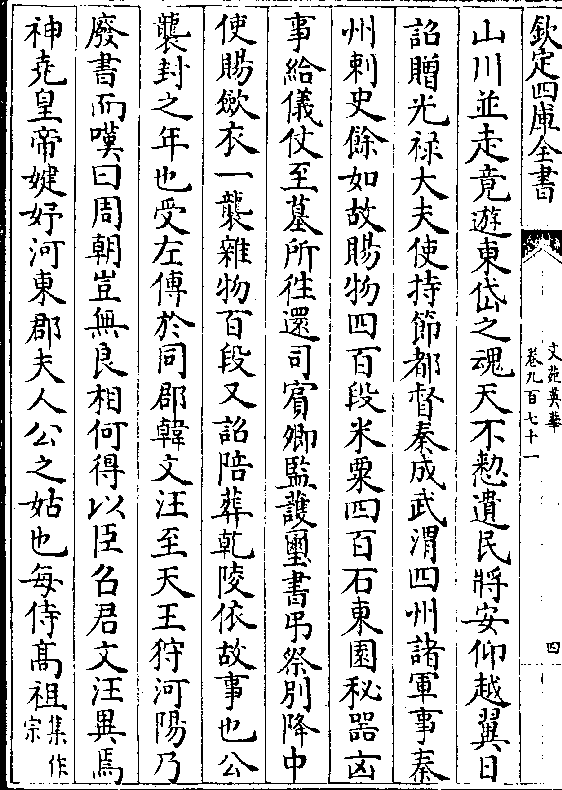 欽定四庫全書
文苑英華
卷九百七十一
四
山川並走竟遊東岱之魂天不憗遺民將安仰越翼日
詔贈光禄大夫使持節都督秦成武渭四州諸軍事秦
州刺史餘如故賜物四百段米粟四百石東園秘器凶
事給儀仗至墓所往還司賓卿監護璽書弔祭别降中
使賜歛衣一襲雜物百段又詔陪葬乾陵依故事也公
襲封之年也受左傳於同郡韓文汪至天王狩河陽乃
廢書而嘆曰周朝豈無良相何得以臣召君文汪異焉
神堯皇帝婕妤河東郡夫人公之姑也每侍髙祖集作宗